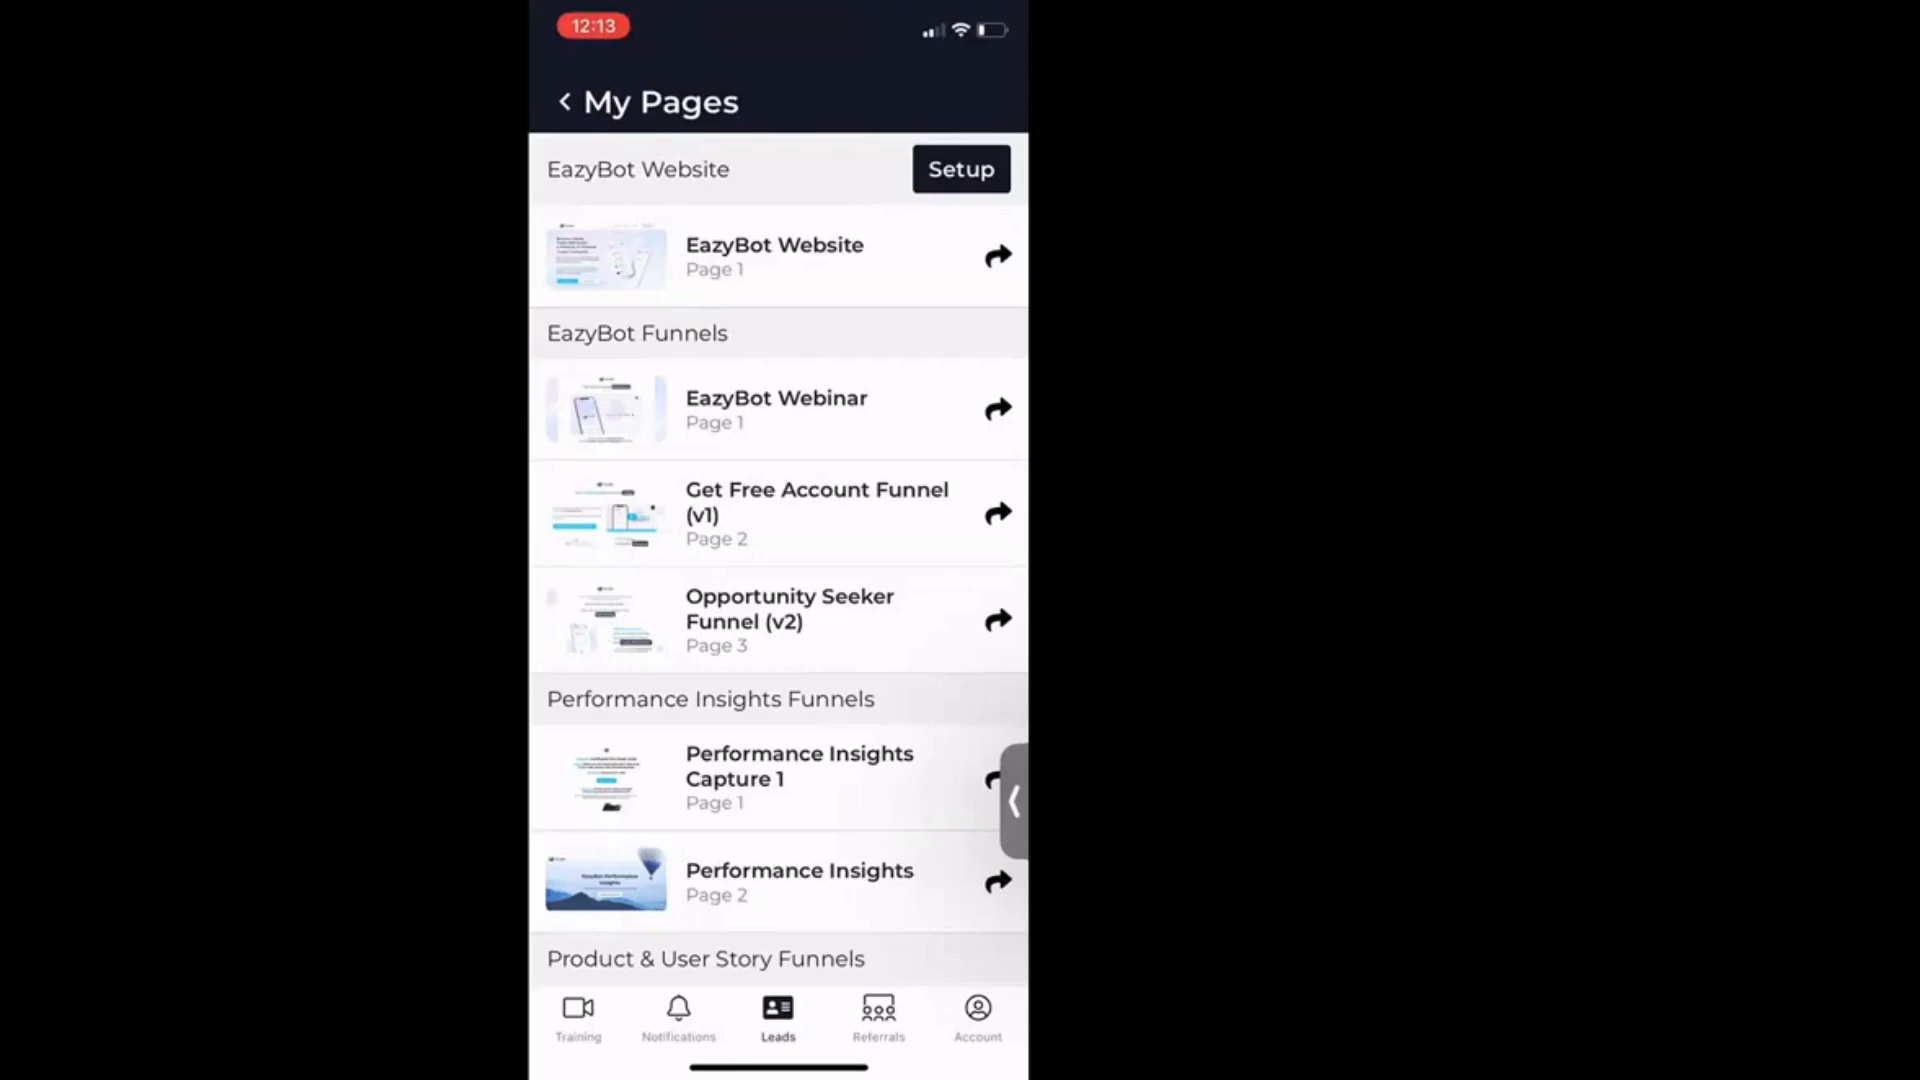 12:13
My Pages
EazyBot Website
Setup
EazyBot Website
Page 1
EazyBot Funnels
EazyBot Webinar
Page 1
Get Free Account Funnel
(v1)
Page 2
Opportunity Seeker
Funnel (v2)
Page 3
Performance Insights Funnels
Performance Insights
Capture 1
Page 1
Performance Insights
Page 2
Product & User Story Funnels
Training
Notifications
Leads
Referrals
Account